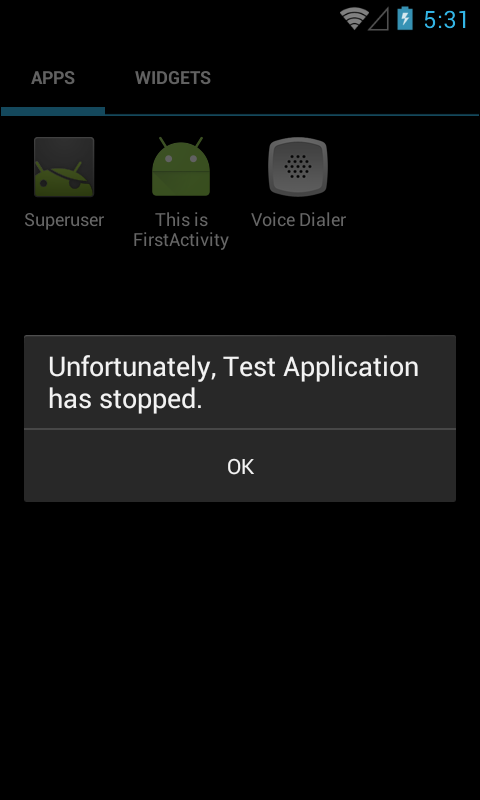 5:31
APPS
WIDGETS
Superuser
This is
FirstActivity
Voice Dialer
Unfortunately, Test Application
has stopped.
OK